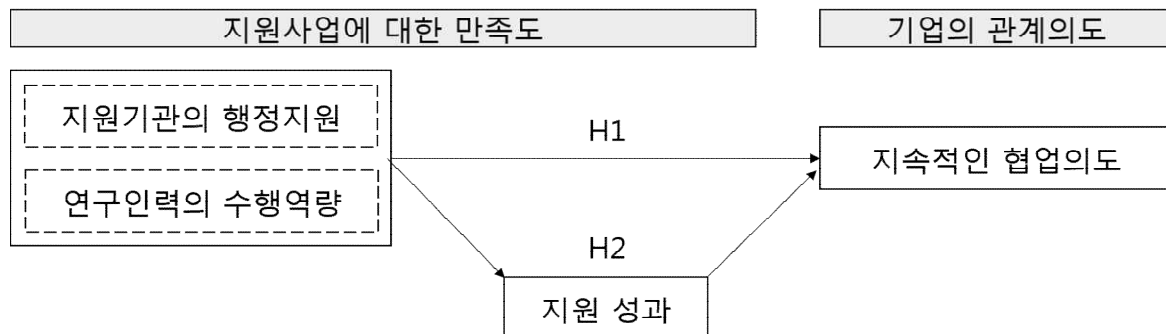 지원사업에 대한 만족도
기업의 관계의도
지원기관의 행정지원
연구인력의 수행역량
H1
지속적인 협업의도
H2
지원 성과